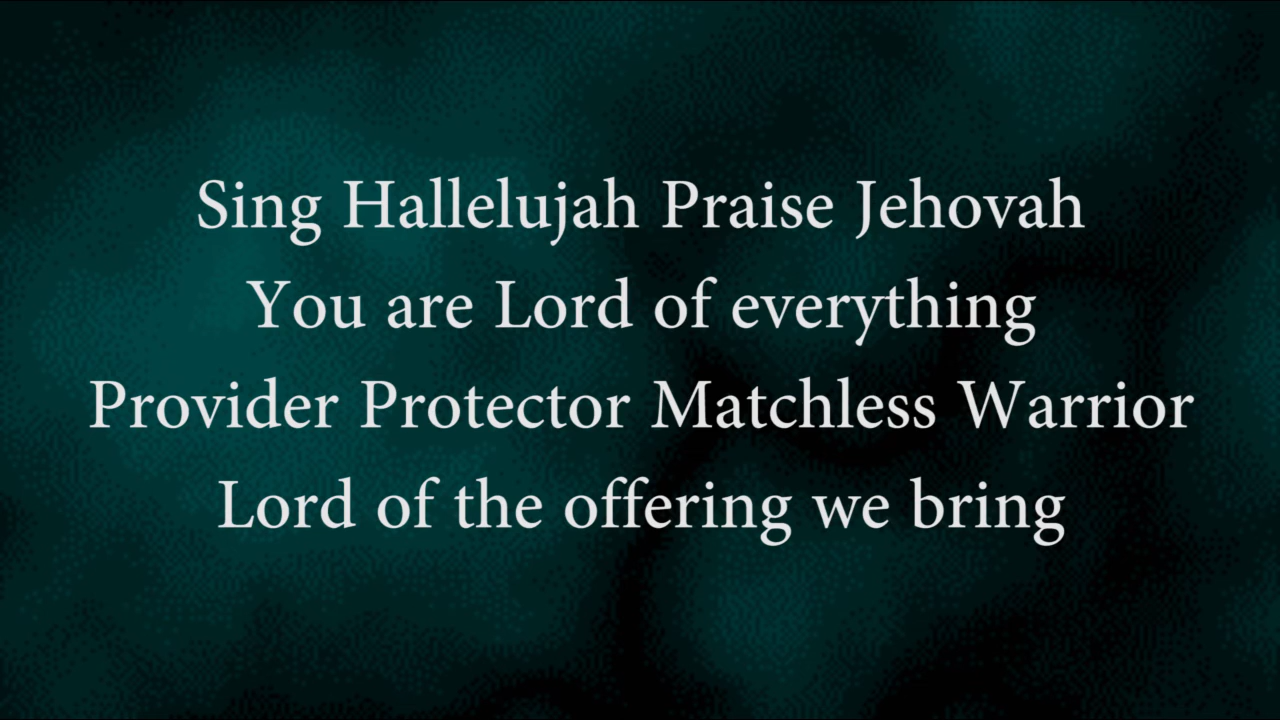 Sing Hallelujah Praise Jehovah
You are Lord of everything
Provider Protector Matchless Warrior
Lord of the offering we bring